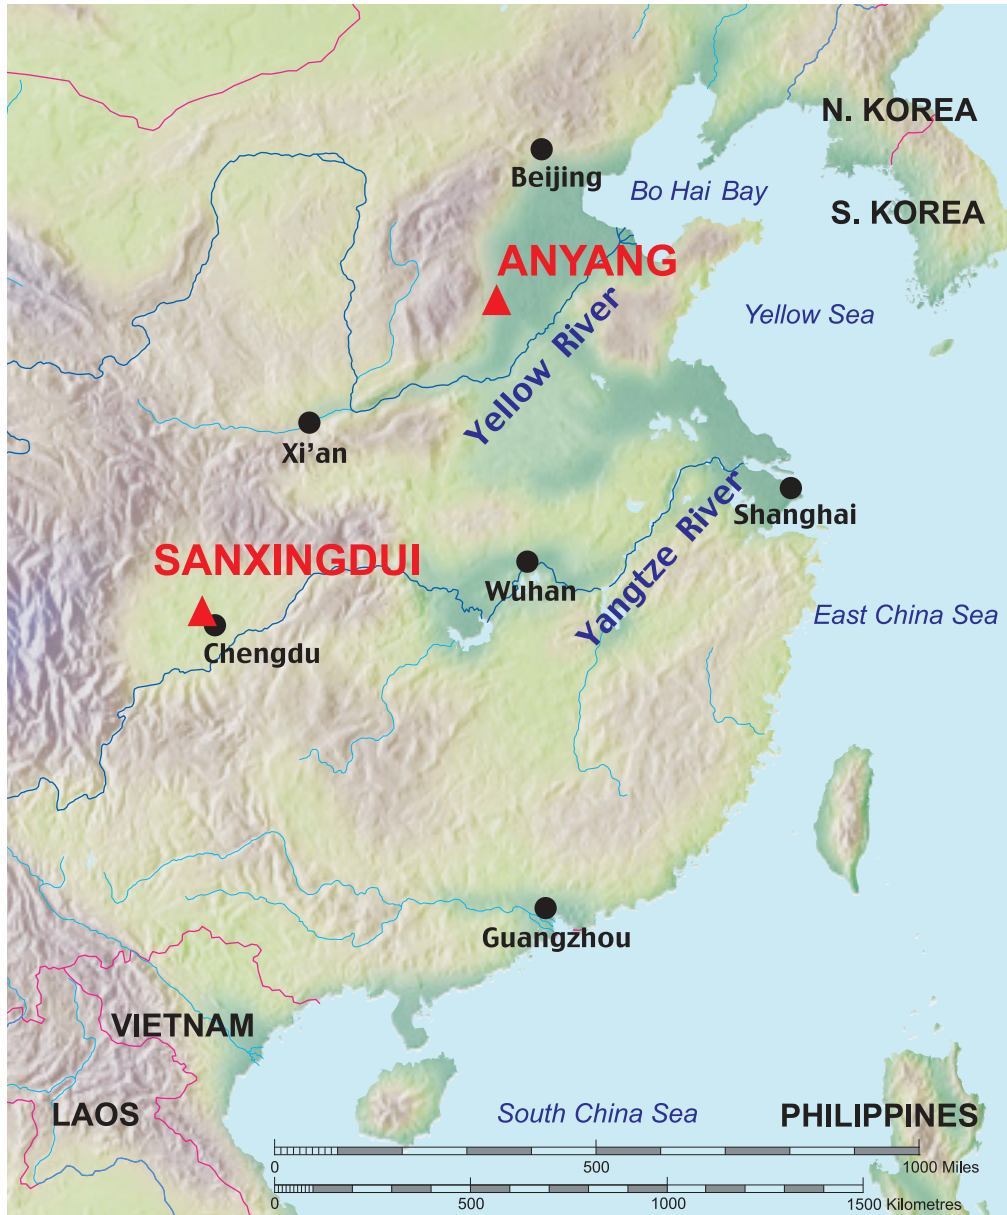 N. KOREA
Beijing
Bo Hai Bay
S. KOREA
ANYANG
Yellow Sea
Yellow River
Xi’an
Shanghai
Yangtze River
SANXINGDUI
Wuhan
East China Sea
Chengdu
Guangzhou
VIETNAM
LAOS
South China Sea
PHILIPPINES
0 500 1000 Miles
0 500 1000 1500 Kilometres